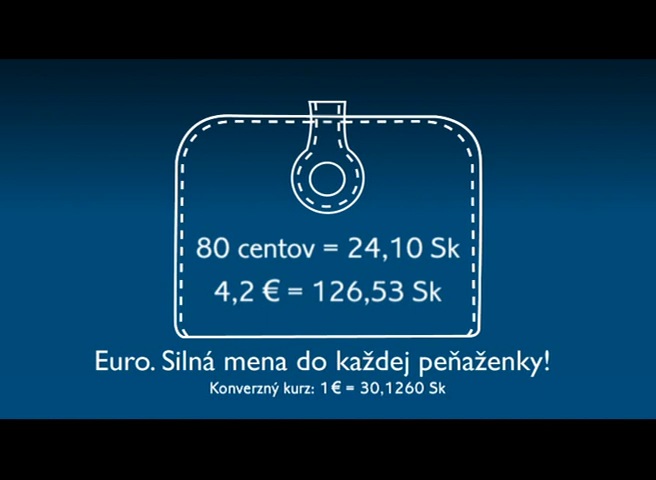 80 centov = 24,10 Sk
4,2 € = 126,53 Sk
Euro. Silná mena do každej peňaženky!
Konverzný kurz: 1 € = 30,1260 Sk